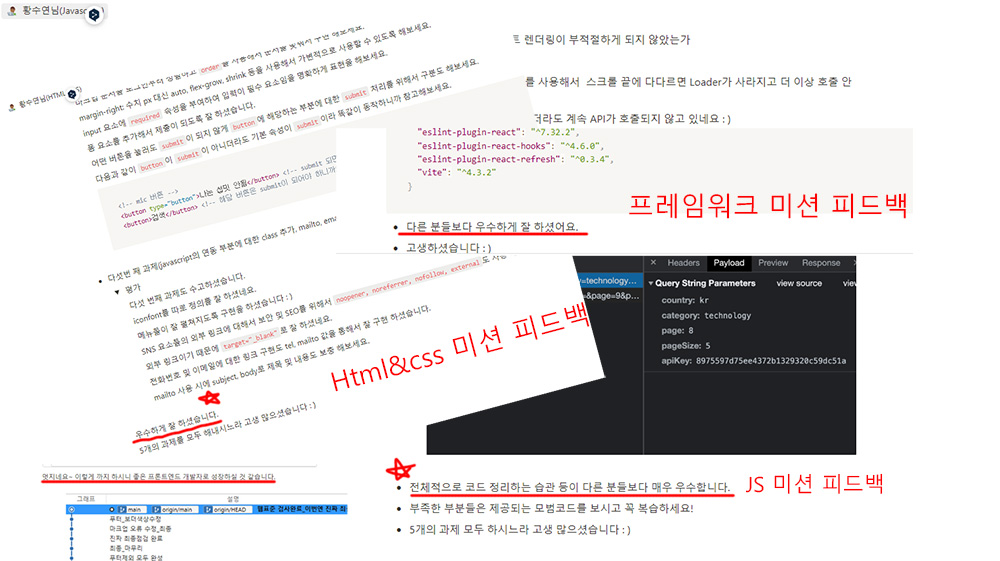 황수연님(Javasc
황수연님(HTML
order
margin-right: 수치 px 대신 auto, flex-grow, shrink 등을 사용해서 가변적으로 사용할 수 있도록 해보세요.
input 요소에 required 속성을 부여하여 입력이 필수 요소임을 명확하게 표현을 해보세요.
폼 요소를 추가해서 제출이 되도록 잘 하셨습니다.
어떤 버튼을 눌러도 submit 이 되지 않게 button에 해당하는 부분에 대한 submit 처리를 위해서 구분도 해보세요.
다음과 같이 button 이 submit 이 아니더라도 기본 속성이 submit이라 똑같이 동작하니까 참고해보세요.
<!-- mic 버튼 -->
<button type="button">나는 섭밋 안됨</button> <!-- submit 되면
<button>검색</button> <!-- 해당 버튼은 submit이 되어야 하니까
다섯번 째 과제(javascript의 연동 부분에 대한 class 추가, mailto, em
평가
다섯 번째 과제도 수고하셨습니다.
iconfont를 따로 정의를 잘 하셨네요.
메뉴들이 잘 펼쳐지도록 구현을 하셨습니다 : )
SNS 요소들의 외부 링크에 대해서 보안 및 SEO를 위해서 noopener, noreferrer, nofollow, external도 사용
외부 링크이기 때문에 target="_blank"로 잘 하셨네요.
전화번호 및 이메일에 대한 링크 구현도 tel, mailto 값을 통해서 잘 구현 하셨습니다.
mailto 사용 시에 subject, body로 제목 및 내용도 보충 해보세요.
우수하게 잘 하셨습니다.
5개의 과제를 모두 해내시느라 고생 많으셨습니다 : )
Html&css 미션 피드백
멋지네요~ 이렇게 까지 하시니 좋은 프론트엔드 개발자로 성장하실 것 같습니다.
그래프 설명
main origin/main origin/HEAD 웹표준 검사완료_이번엔 진짜 최
푸터_보더색상수정
마크업 오류 수정_최종
진짜 최종점검 완료
최종_마무리
푸터제외 모두 완성
트 렌더링이 부적절하게 되지 않았는가
를 사용해서 스크롤 끝에 다다르면 Loader가 사라지고 더 이상 호출 안
더라도 계속 API가 호출되지 않고 있네요 : )
"eslint-plugin-react": "^7.32.2",
"eslint-plugin-react-hooks": "^4.6.0",
"eslint-plugin-react-refresh": "^0.3.4",
"vite": "^4.3.2"
}
프레임워크 미션 피드백
다른 분들보다 우수하게 잘 하셨어요.
고생하셨습니다 : )
× Headers Payload Preview Response
=technology...
=&page=9&p...
Query String Parameters view source view
country: kr
category: technology
page: 8
pageSize: 5
apiKey: 8975597d75ee4372b1329320c59dc51a
전체적으로 코드 정리하는 습관 등이 다른 분들보다 매우 우수합니다.
JS 미션 피드백
부족한 부분들은 제공되는 모범코드를 보시고 꼭 복습하세요!
5개의 과제 모두 하시느라 고생 많으셨습니다 : )